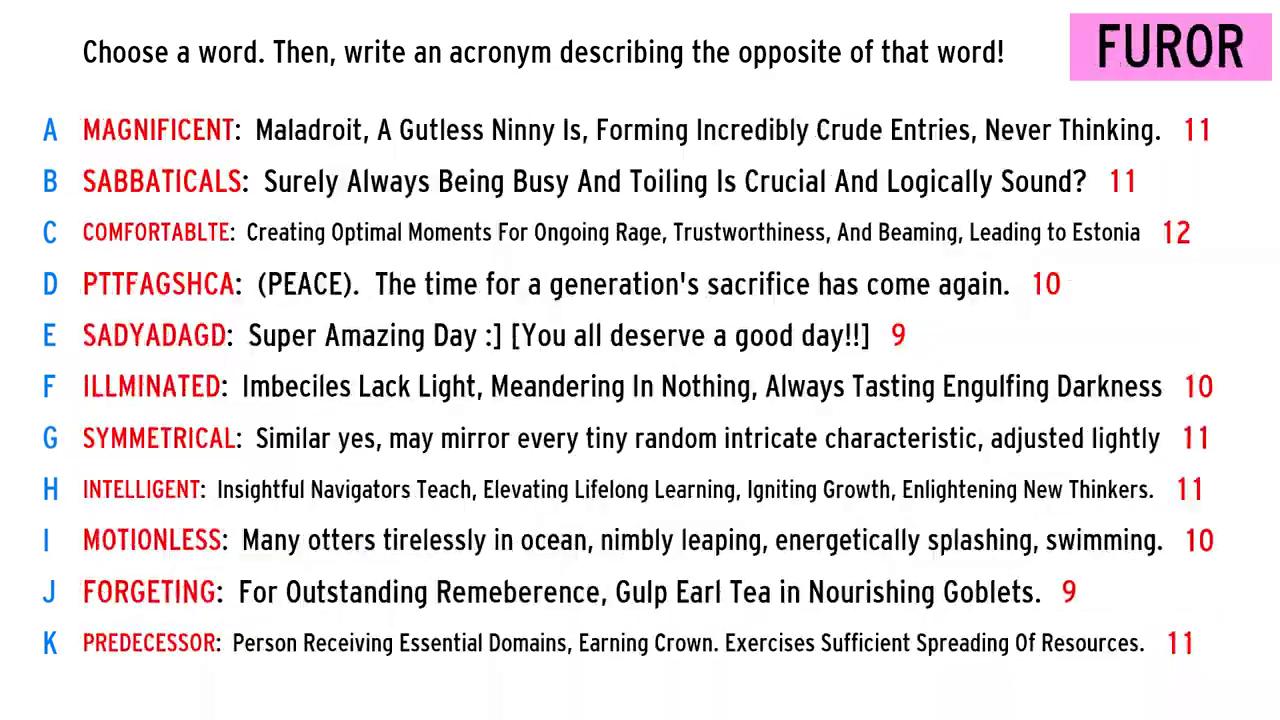 Choose a word. Then, write an acronym describing the opposite of that word!
FUROR
A MAGNIFICENT: Maladroit, A Gutless Ninny Is, Forming Incredibly Crude Entries, Never Thinking. 11
B SABBATICALS: Surely Always Being Busy And Toiling Is Crucial And Logically Sound? 11
C COMFORTABLTE: Creating Optimal Moments For Ongoing Rage, Trustworthiness, And Beaming, Leading to Estonia 12
D PTTFAGSHCA: (PEACE). The time for a generation's sacrifice has come again. 10
E SADYADAGD: Super Amazing Day :] [You all deserve a good day!!] 9
F ILLMINATED: Imbeciles Lack Light, Meandering In Nothing, Always Tasting Engulfing Darkness 10
G SYMMETRICAL: Similar yes, may mirror every tiny random intricate characteristic, adjusted lightly 11
H INTELLIGENT: Insightful Navigators Teach, Elevating Lifelong Learning, Igniting Growth, Enlightening New Thinkers. 11
I MOTIONLESS: Many otters tirelessly in ocean, nimbly leaping, energetically splashing, swimming. 10
J FORGETING: For Outstanding Remeberence, Gulp Earl Tea in Nourishing Goblets. 9
K PREDECESSOR: Person Receiving Essential Domains, Earning Crown. Exercises Sufficient Spreading Of Resources. 11